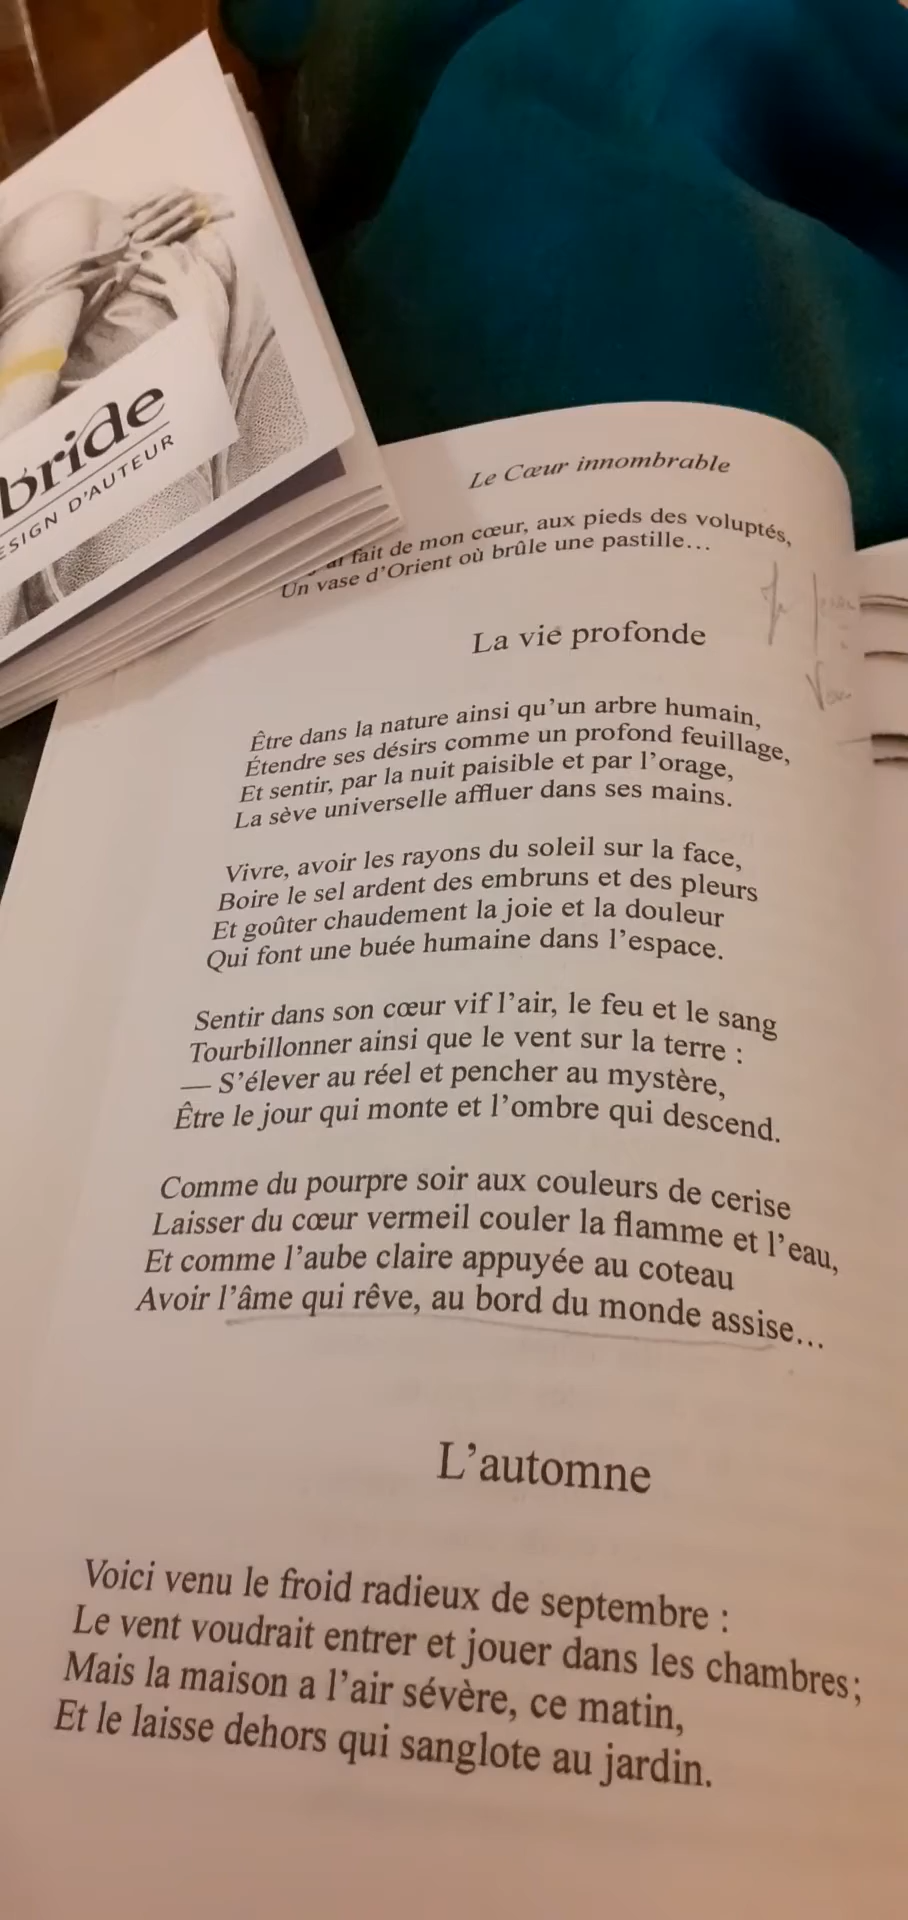 bride
ESIGN D'AUTEUR
Le Cœur innombrable
fait de mon cœur, aux pieds des voluptés,
Un vase d'Orient où brûle une pastille…
La vie profonde
Être dans la nature ainsi qu'un arbre humain,
Étendre ses désirs comme un profond feuillage,
Et sentir, par la nuit paisible et par l'orage,
La sève universelle affluer dans ses mains.
Vivre, avoir les rayons du soleil sur la face,
Boire le sel ardent des embruns et des pleurs
Et goûter chaudement la joie et la douleur
Qui font une buée humaine dans l'espace.
Sentir dans son cœur vif l'air, le feu et le sang
Tourbillonner ainsi que le vent sur la terre :
— S'élever au réel et pencher au mystère,
Être le jour qui monte et l'ombre qui descend.
Comme du pourpre soir aux couleurs de cerise
Laisser du cœur vermeil couler la flamme et l'eau,
Et comme l'aube claire appuyée au coteau
Avoir l'âme qui rêve, au bord du monde assise…
L'automne
Voici venu le froid radieux de septembre :
Le vent voudrait entrer et jouer dans les chambres;
Mais la maison a l'air sévère, ce matin,
Et le laisse dehors qui sanglote au jardin.